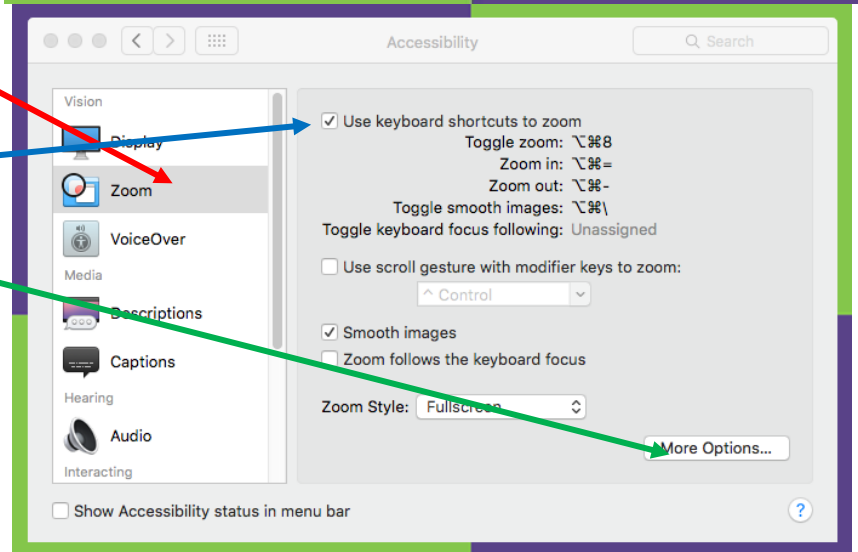 Accessibility
Search
Vision
Display
Zoom
VoiceOver
Media
Descriptions
Captions
Hearing
Audio
Interacting
Use keyboard shortcuts to zoom
Toggle zoom: ⌥⌘8
Zoom in: ⌥⌘=
Zoom out: ⌥⌘-
Toggle smooth images: ⌥⌘\
Toggle keyboard focus following: Unassigned
Use scroll gesture with modifier keys to zoom:
^ Control
Smooth images
Zoom follows the keyboard focus
Zoom Style: Fullscreen
More Options...
Show Accessibility status in menu bar
?